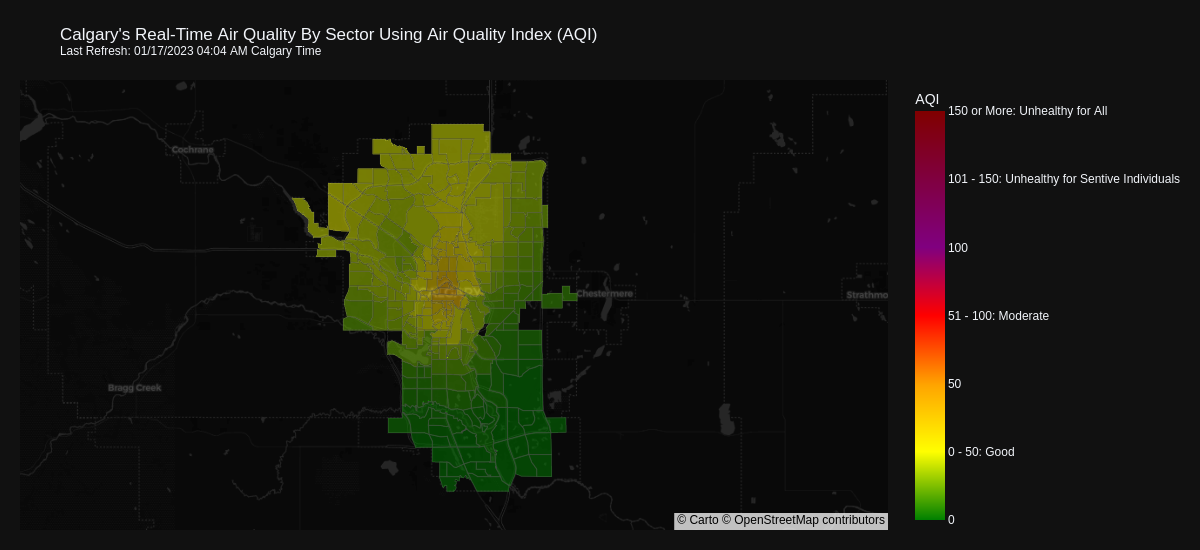 Calgary's Real-Time Air Quality By Sector Using Air Quality Index (AQI)
Last Refresh: 01/17/2023 04:04 AM Calgary Time
AQI
150 or More: Unhealthy for All
Cochrane
101 - 150: Unhealthy for Sentive Individuals
100
Chestermere
Strathmo
51 - 100: Moderate
50
Bragg Creek
0 - 50: Good
© Carto © OpenStreetMap contributors
0